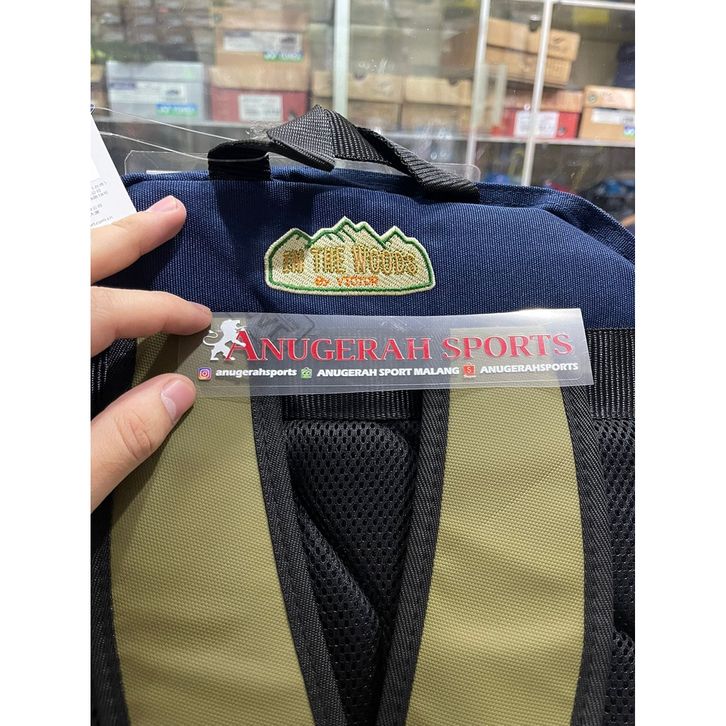 IN THE WOODS
By VICTOR
ANUGERAH SPORTS
anugerahsports ANUGERAH SPORT MALANG ANUGERAHSPORTS